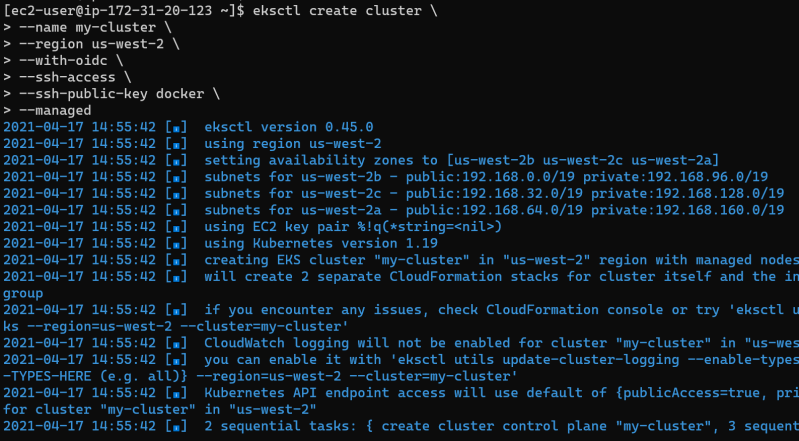 [ec2-user@ip-172-31-20-123 ~]$ eksctl create cluster \
> --name my-cluster \
> --region us-west-2 \
> --with-oidc \
> --ssh-access \
> --ssh-public-key docker \
> --managed
2021-04-17 14:55:42 [ℹ]  eksctl version 0.45.0
2021-04-17 14:55:42 [ℹ]  using region us-west-2
2021-04-17 14:55:42 [ℹ]  setting availability zones to [us-west-2b us-west-2c us-west-2a]
2021-04-17 14:55:42 [ℹ]  subnets for us-west-2b - public:192.168.0.0/19 private:192.168.96.0/19
2021-04-17 14:55:42 [ℹ]  subnets for us-west-2c - public:192.168.32.0/19 private:192.168.128.0/19
2021-04-17 14:55:42 [ℹ]  subnets for us-west-2a - public:192.168.64.0/19 private:192.168.160.0/19
2021-04-17 14:55:42 [ℹ]  using EC2 key pair %!q(*string=<nil>)
2021-04-17 14:55:42 [ℹ]  using Kubernetes version 1.19
2021-04-17 14:55:42 [ℹ]  creating EKS cluster "my-cluster" in "us-west-2" region with managed nodes
2021-04-17 14:55:42 [ℹ]  will create 2 separate CloudFormation stacks for cluster itself and the in
group
2021-04-17 14:55:42 [ℹ]  if you encounter any issues, check CloudFormation console or try 'eksctl u
ks --region=us-west-2 --cluster=my-cluster'
2021-04-17 14:55:42 [ℹ]  CloudWatch logging will not be enabled for cluster "my-cluster" in "us-wes
2021-04-17 14:55:42 [ℹ]  you can enable it with 'eksctl utils update-cluster-logging --enable-types
-TYPES-HERE (e.g. all)} --region=us-west-2 --cluster=my-cluster'
2021-04-17 14:55:42 [ℹ]  Kubernetes API endpoint access will use default of {publicAccess=true, pri
for cluster "my-cluster" in "us-west-2"
2021-04-17 14:55:42 [ℹ]  2 sequential tasks: { create cluster control plane "my-cluster", 3 sequent